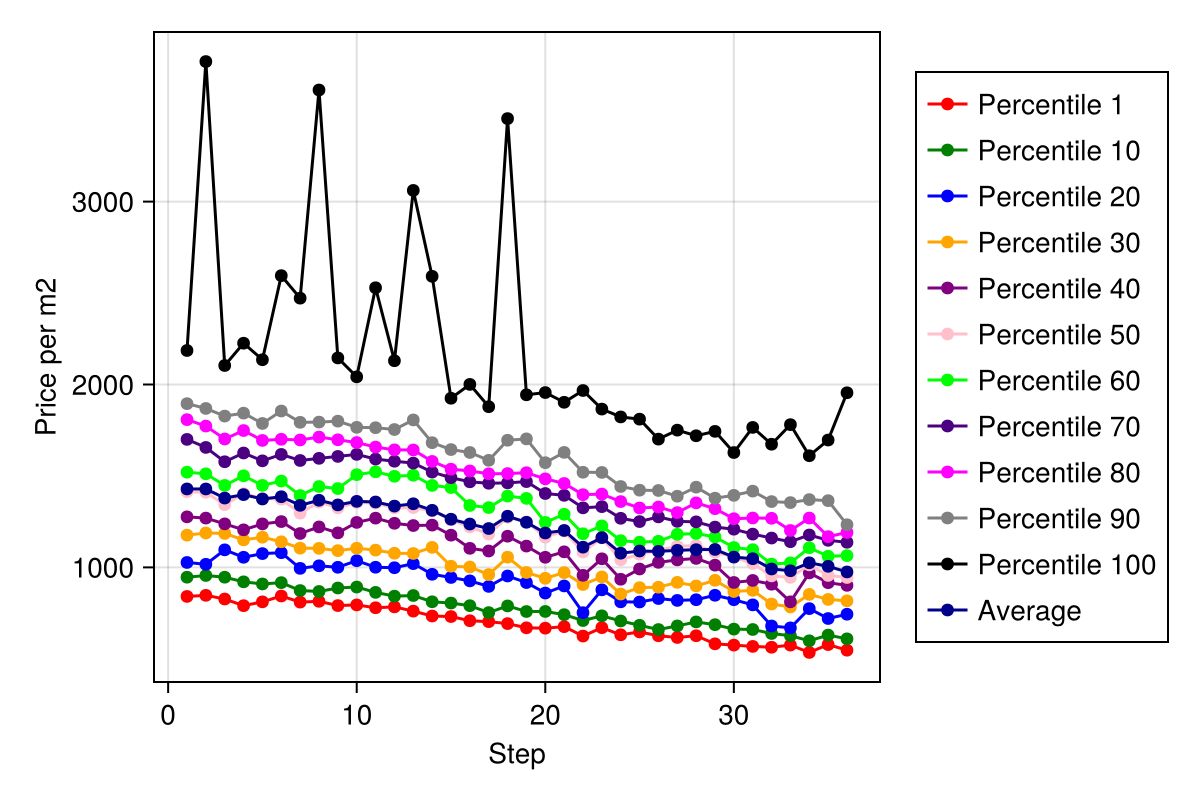 3000
2000
1000
Price per m2
0 10 20 30
Step
Percentile 1
Percentile 10
Percentile 20
Percentile 30
Percentile 40
Percentile 50
Percentile 60
Percentile 70
Percentile 80
Percentile 90
Percentile 100
Average